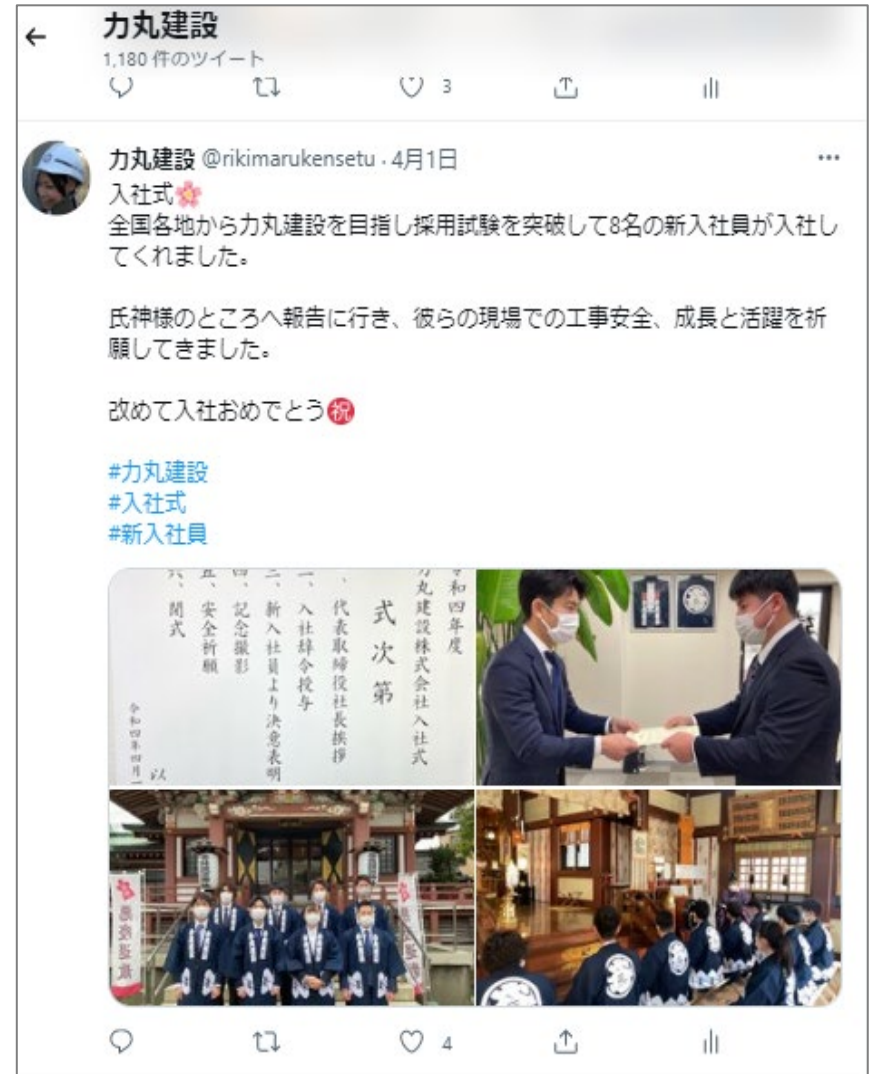 力丸建設
1,180 件のツイート
3
力丸建設 @rikimarukensetu · 4月1日
入社式🌸
全国各地から力丸建設を目指し採用試験を突破して8名の新入社員が入社し
てくれました。
氏神様のところへ報告に行き、彼らの現場での工事安全、成長と活躍を祈
願してきました。
改めて入社おめでとう㊗
#力丸建設
#入社式
#新入社員
令和四年度
力丸建設株式会社入社式
式次第
、代表取締役社長挨拶
、入社辞令授与
、新入社員より決意表明
四、記念撮影
五、安全祈願
六、閉式
令和四年四月一
以
4